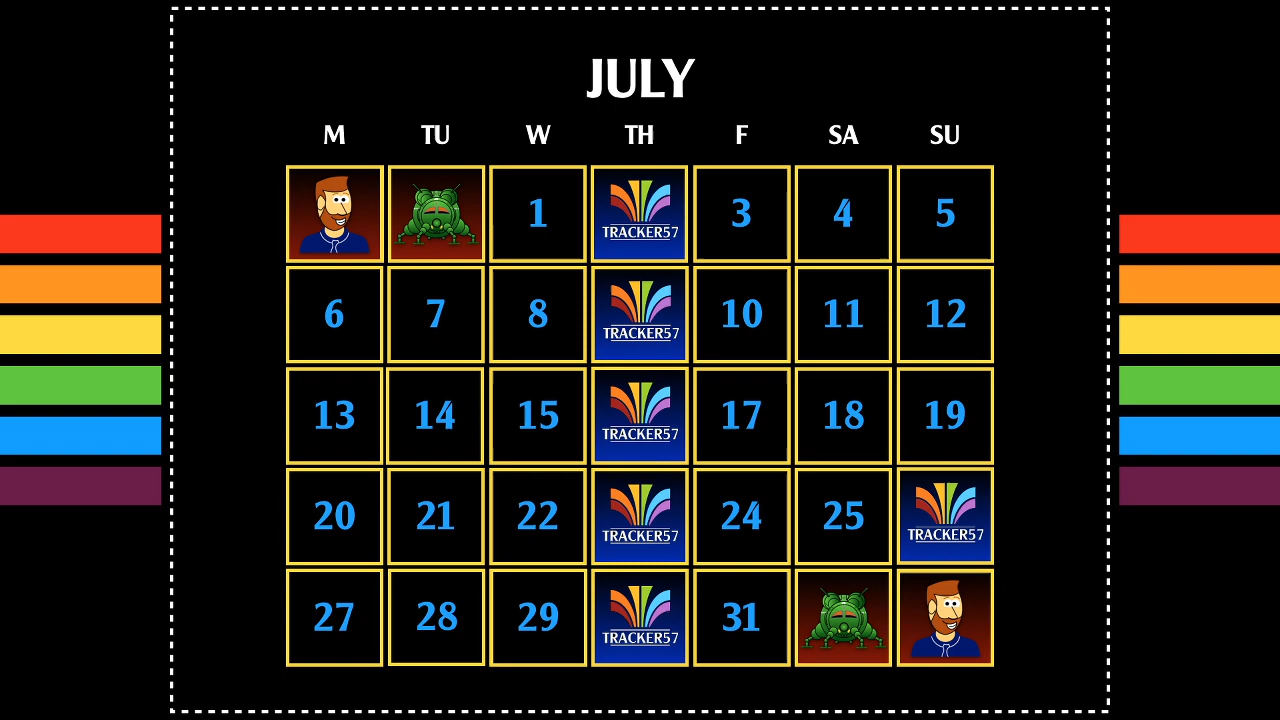 JULY
M TU W TH F SA SU
1 TRACKER57 3 4 5
6 7 8 TRACKER57 10 11 12
13 14 15 TRACKER57 17 18 19
20 21 22 TRACKER57 24 25 TRACKER57
27 28 29 TRACKER57 31